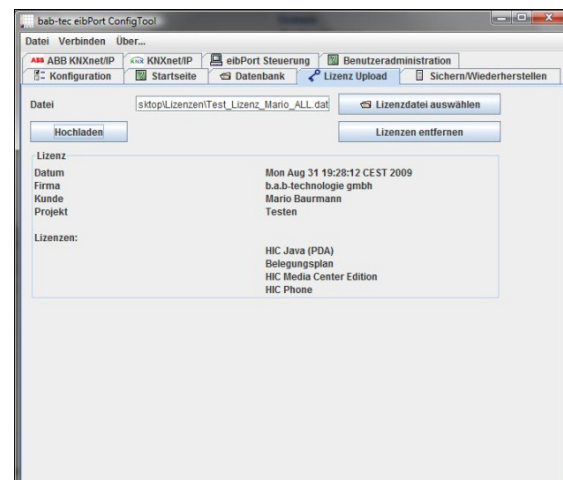 bab-tec eibPort ConfigTool
Datei Verbinden Über...
ABB ABB KNXnet/IP KNX KNXnet/IP eibPort Steuerung Benutzeradministration
Konfiguration Startseite Datenbank Lizenz Upload Sichern/Wiederherstellen
Datei sktop\Lizenzen\Test_Lizenz_Mario_ALL.dat Lizenzdatei auswählen
Hochladen Lizenzen entfernen
Lizenz
Datum Mon Aug 31 19:28:12 CEST 2009
Firma b.a.b-technologie gmbh
Kunde Mario Baurmann
Projekt Testen
Lizenzen:
HIC Java (PDA)
Belegungsplan
HIC Media Center Edition
HIC Phone